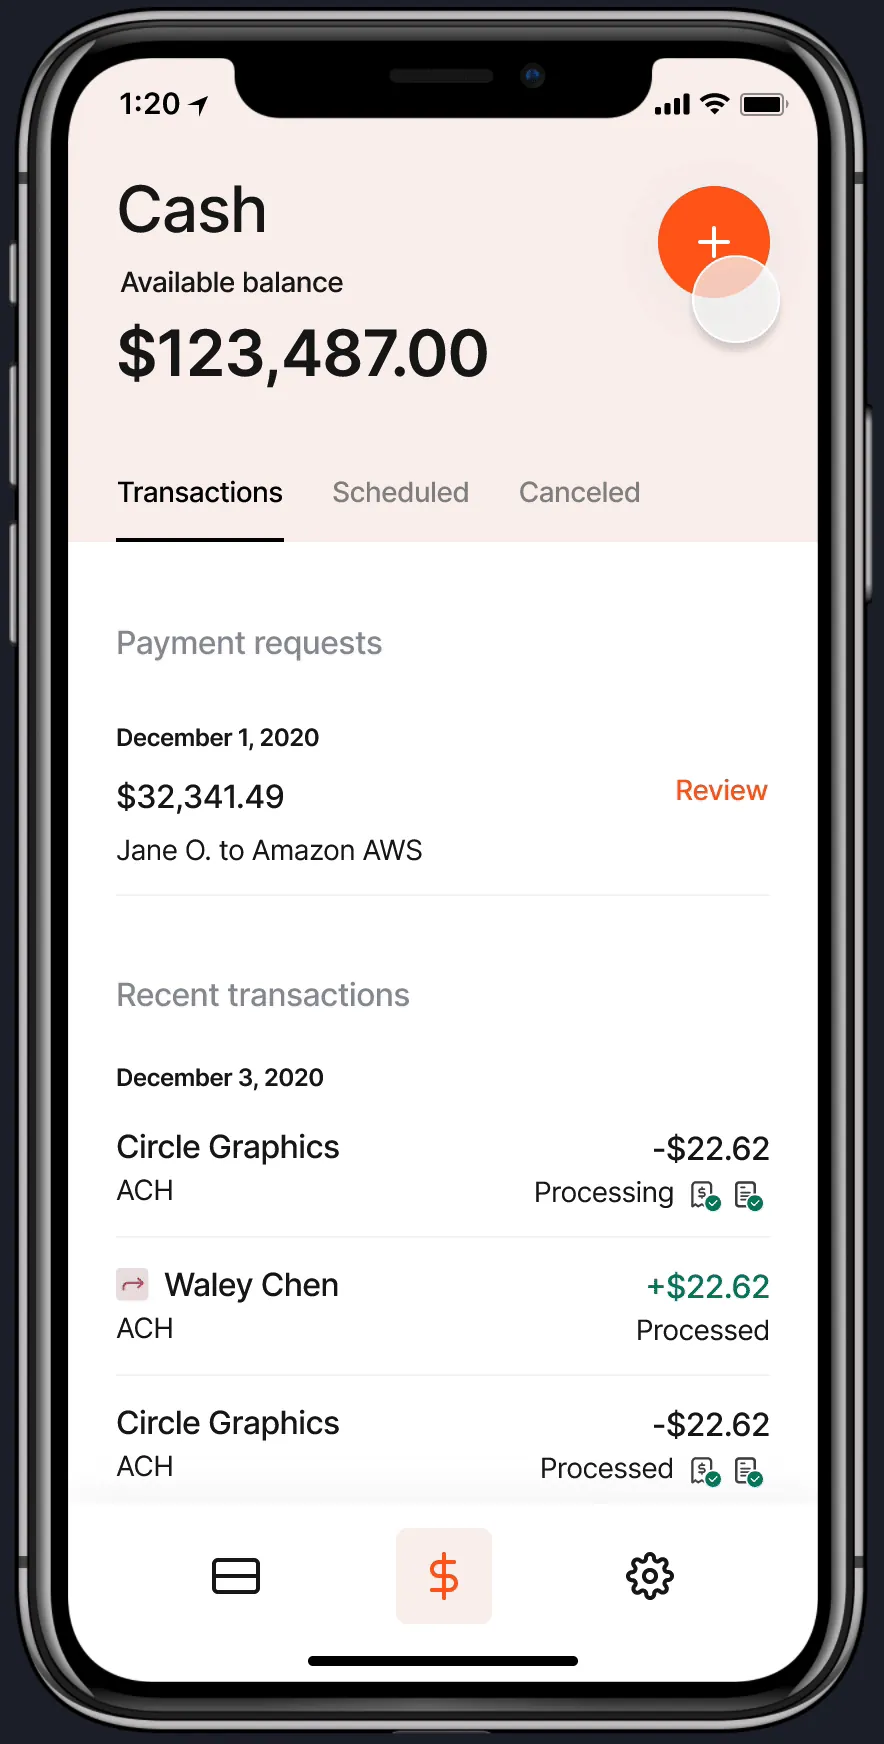 1:20
Cash
Available balance
$123,487.00
Transactions Scheduled Canceled
Payment requests
December 1, 2020
$32,341.49 Review
Jane O. to Amazon AWS
Recent transactions
December 3, 2020
Circle Graphics -$22.62
ACH Processing
Waley Chen +$22.62
ACH Processed
Circle Graphics -$22.62
ACH Processed